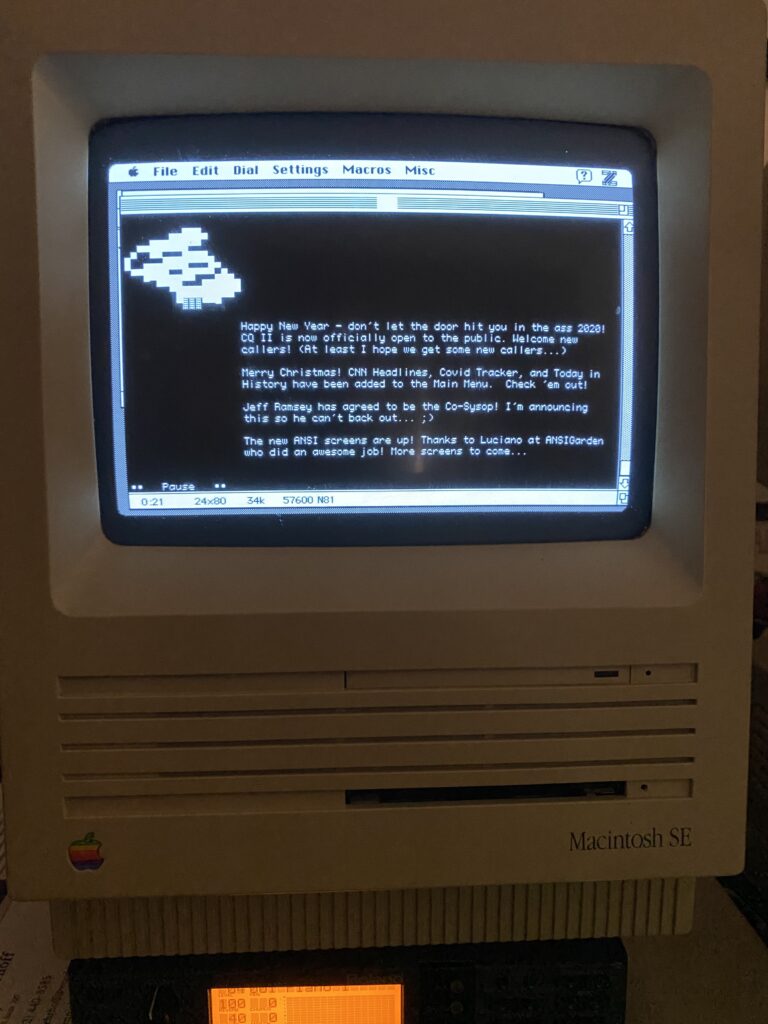 File Edit Dial Settings Macros Misc
Happy New Year - don't let the door hit you in the ass 2020!
CQ II is now officially open to the public. Welcome new
callers! (At least I hope we get some new callers...)
Merry Christmas! CNN Headlines, Covid Tracker, and Today in
History have been added to the Main Menu.  Check 'em out!
Jeff Ramsey has agreed to be the Co-Sysop! I'm announcing
this so he can't back out... ;)
The new ANSI screens are up! Thanks to Luciano at ANSIGarden
who did an awesome job! More screens to come...
Pause
0:21 24x80 34k 57600 N81
Macintosh SE
100
40